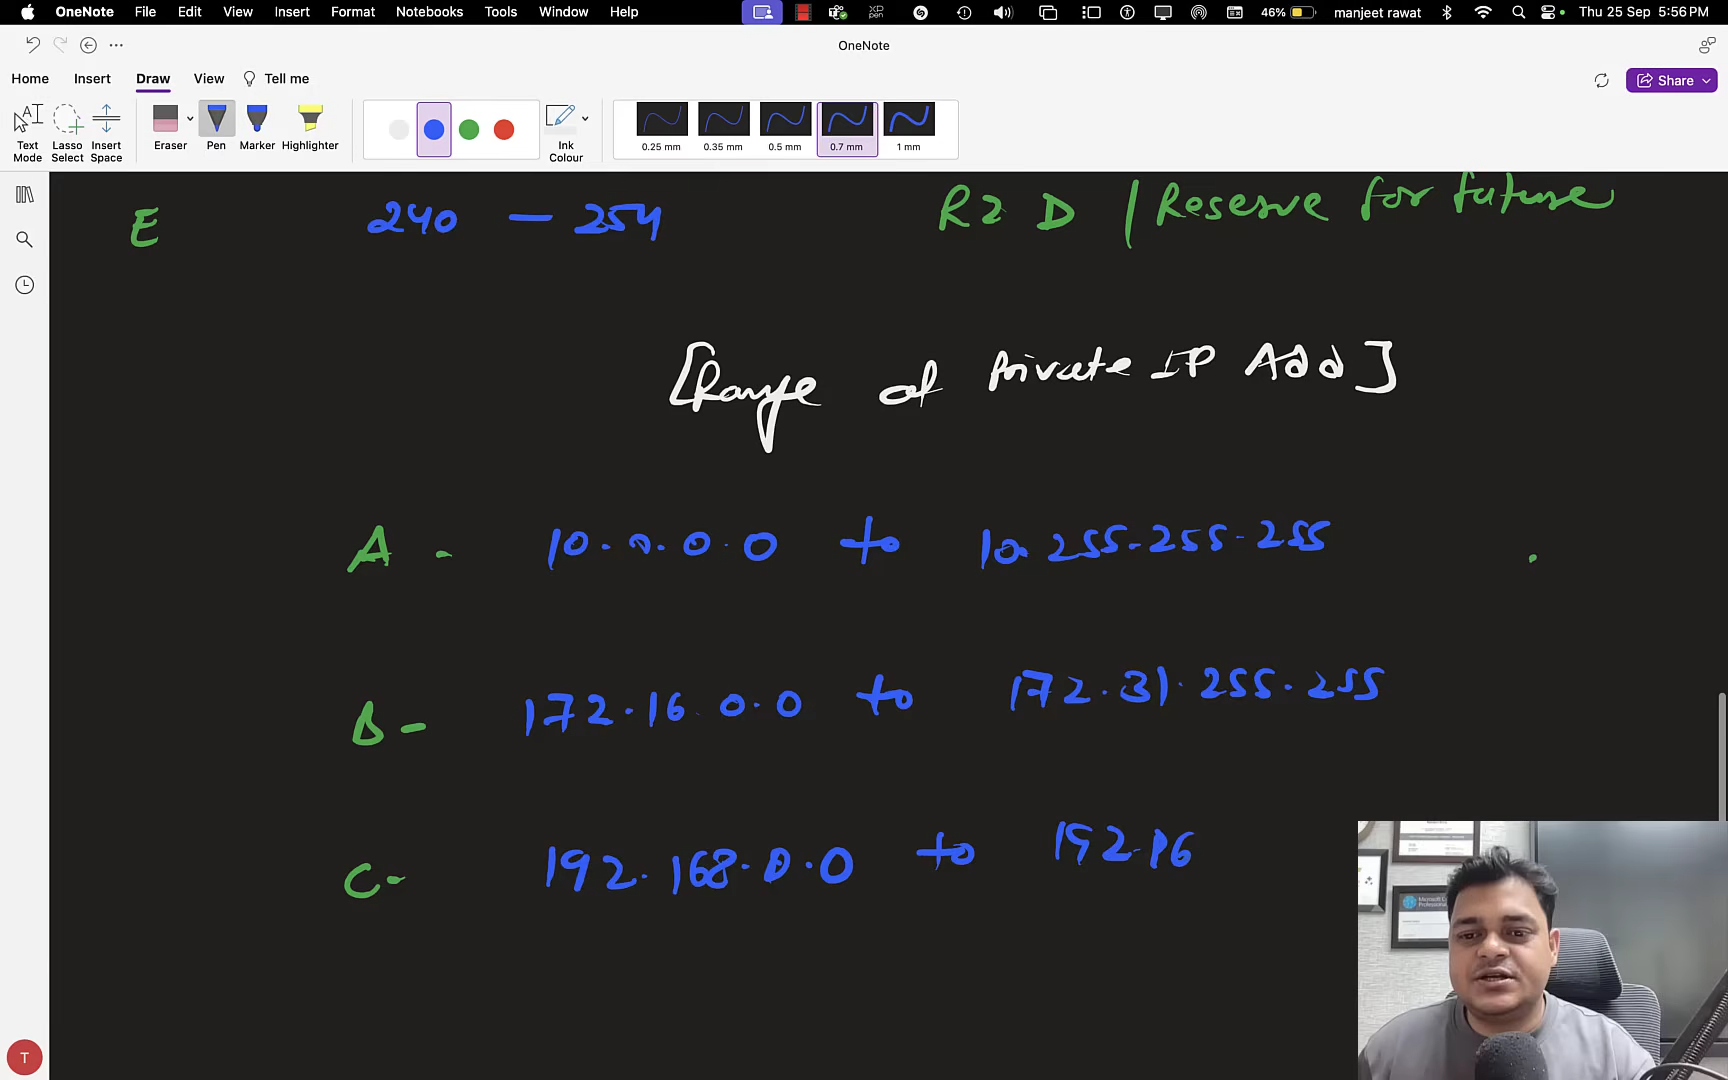 OneNote File Edit View Insert Format Notebooks Tools Window Help 46% manjeet rawat Thu 25 Sep 5:56 PM
OneNote
Home Insert Draw View Tell me Share
Text Mode Lasso Select Insert Space Eraser Pen Marker Highlighter Ink Colour 0.25 mm 0.35 mm 0.5 mm 0.7 mm 1 mm
E 240 — 254 R2 D | Reserve for future
[Range of Private IP Add]
A - 10.0.0.0 to 10.255.255.255
B - 172.16.0.0 to 172.31.255.255
C - 192.168.0.0 to 192.16
T